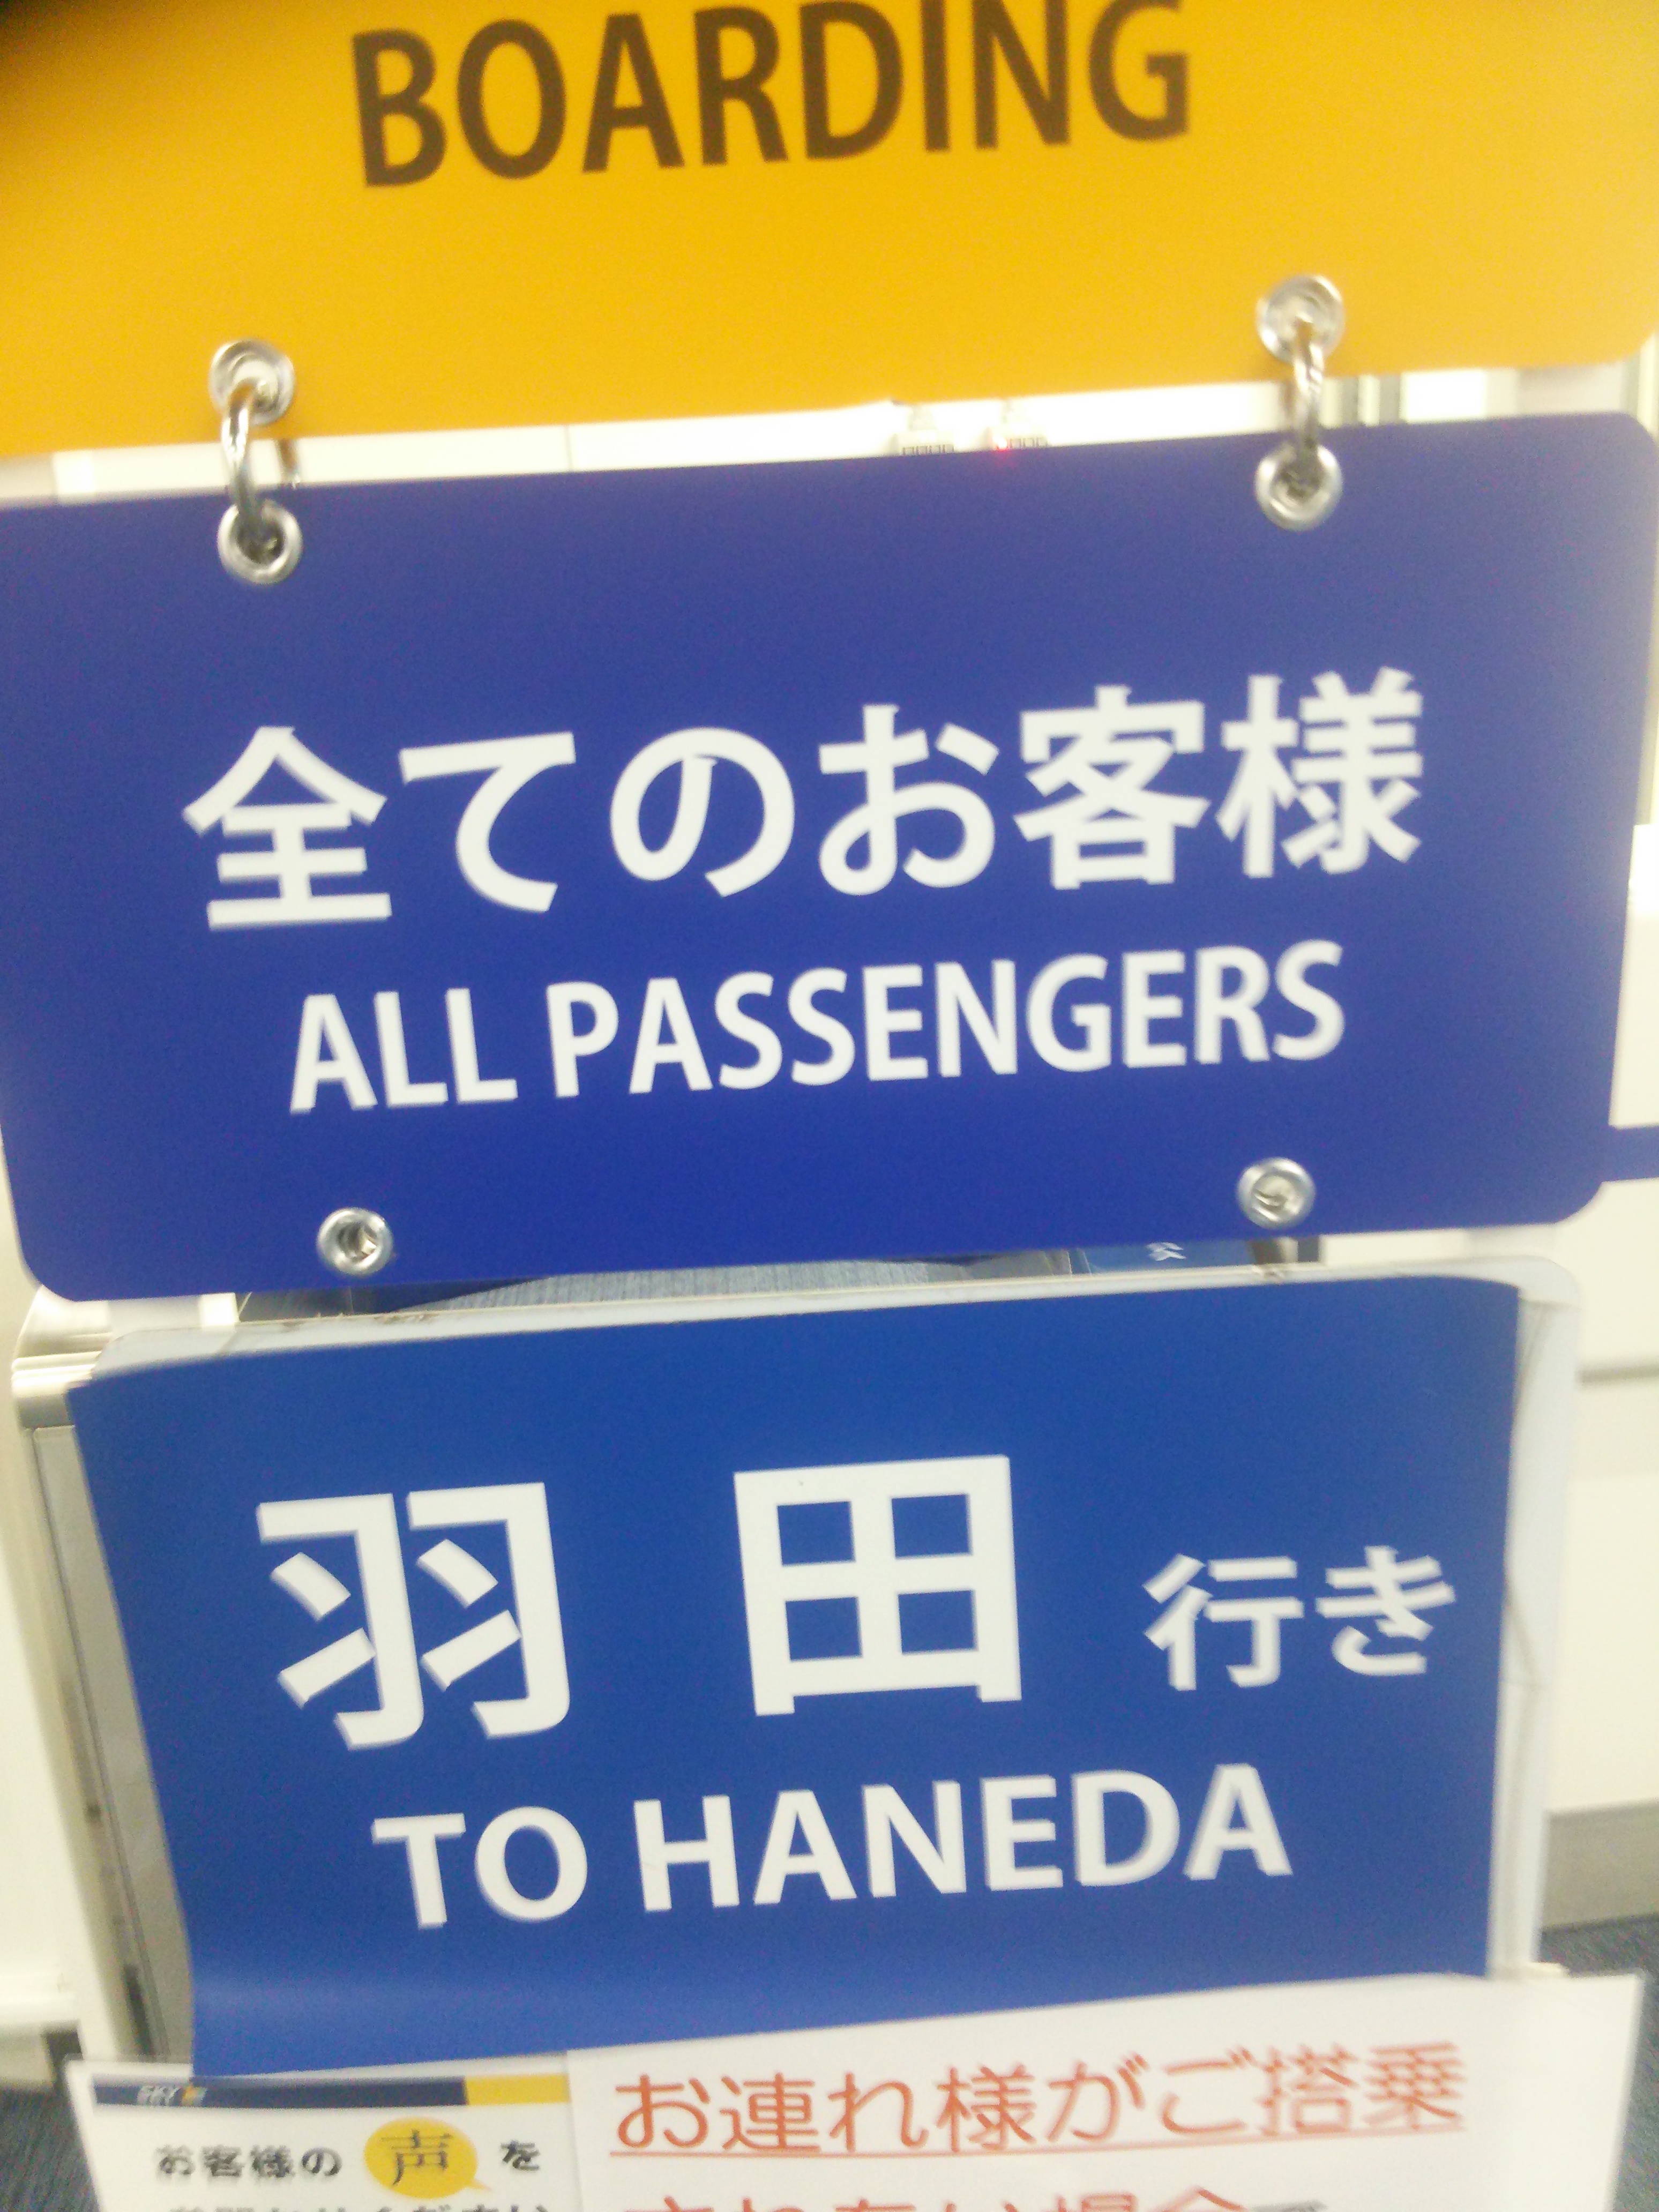 BOARDING
全てのお客様
ALL PASSENGERS
羽田 行き
TO HANEDA
SKY
お客様の 声 を
お連れ様がご搭乗